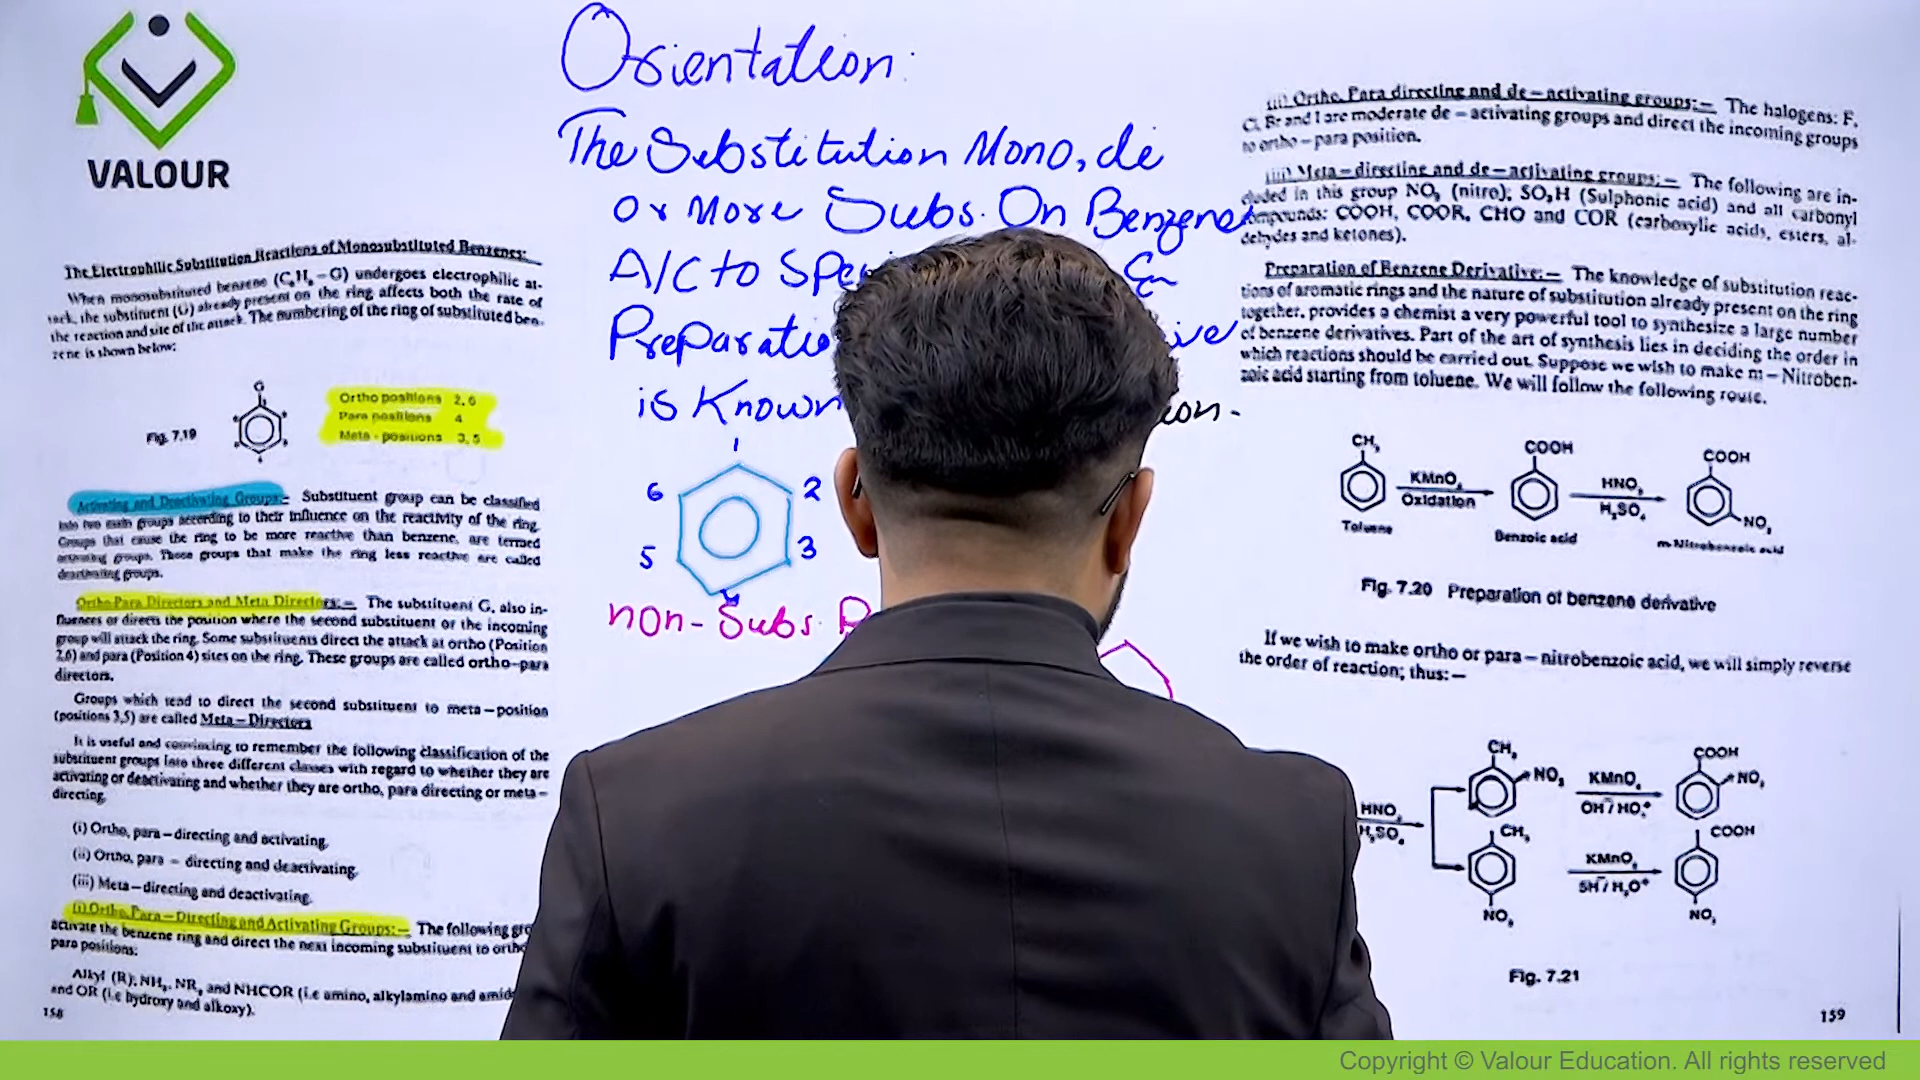 VALOUR
The Electrophilic Substitution Reactions of Monosubstituted Benzenes:
When monosubstituted benzene (C₆H₅ – G) undergoes electrophilic at-
tack, the substituent (G) already present on the ring affects both the rate of
the reaction and site of the attack. The numbering of the ring of substituted ben-
zene is shown below:
G
Fig. 7.19
Ortho positions 2, 6
Para positions 4
Meta - positions 3, 5
Activating and Deactivating Groups:- Substituent group can be classified
into two main groups according to their influence on the reactivity of the ring.
Groups that cause the ring to be more reactive than benzene, are termed
activating groups. Those groups that make the ring less reactive are called
deactivating groups.
Ortho Para Directors and Meta Directors:— The substituent G, also in-
fluences or directs the position where the second substituent or the incoming
group will attack the ring. Some substituents direct the attack at ortho (Position
2,6) and para (Position 4) sites on the ring. These groups are called ortho–para
directors.
Groups which tend to direct the second substituent to meta – position
(positions 3,5) are called Meta – Directors
It is useful and convincing to remember the following classification of the
substituent groups into three different classes with regard to whether they are
activating or deactivating and whether they are ortho, para directing or meta –
directing.
(i) Ortho, para – directing and activating.
(ii) Ortho, para – directing and deactivating.
(iii) Meta – directing and deactivating.
(i) Ortho, Para – Directing and Activating Groups:— The following gro
activate the benzene ring and direct the next incoming substituent to ortho
para positions:
Alkyl (R), NH₂, NR₂ and NHCOR (i.e amino, alkylamino and amid
and OR (i.e hydroxy and alkoxy).
158
Orientation:
The Substitution Mono, di
or More Subs. On Benzene
A/C to Spe &
Preparatio ive
is Known ion.
1
6 2
5 3
non-Subs. B
(ii) Ortho, Para directing and de – activating groups:— The halogens: F,
Cl, Br and I are moderate de – activating groups and direct the incoming groups
to ortho – para position.
(iii) Meta – directing and de – activating groups:— The following are in-
cluded in this group NO₂ (nitro); SO₃H (Sulphonic acid) and all carbonyl
compounds: COOH, COOR, CHO and COR (carboxylic acids, esters, al-
dehydes and ketones).
Preparation of Benzene Derivative:— The knowledge of substitution reac-
tions of aromatic rings and the nature of substitution already present on the ring
together, provides a chemist a very powerful tool to synthesize a large number
of benzene derivatives. Part of the art of synthesis lies in deciding the order in
which reactions should be carried out. Suppose we wish to make m – Nitroben-
zoic acid starting from toluene. We will follow the following route.
CH₃ COOH COOH
KMnO₄ HNO₃
Oxidation H₂SO₄
NO₂
Toluene Benzoic acid m-Nitrobenzoic acid
Fig. 7.20 Preparation of benzene derivative
If we wish to make ortho or para – nitrobenzoic acid, we will simply reverse
the order of reaction; thus:—
CH₃ COOH
NO₂ KMnO₄ NO₂
HNO₃ OH⁻/ HO₃⁺
H₂SO₄ CH₃ COOH
KMnO₄
5H⁻/ H₃O⁺
NO₂ NO₂
Fig. 7.21
159
Copyright © Valour Education. All rights reserved